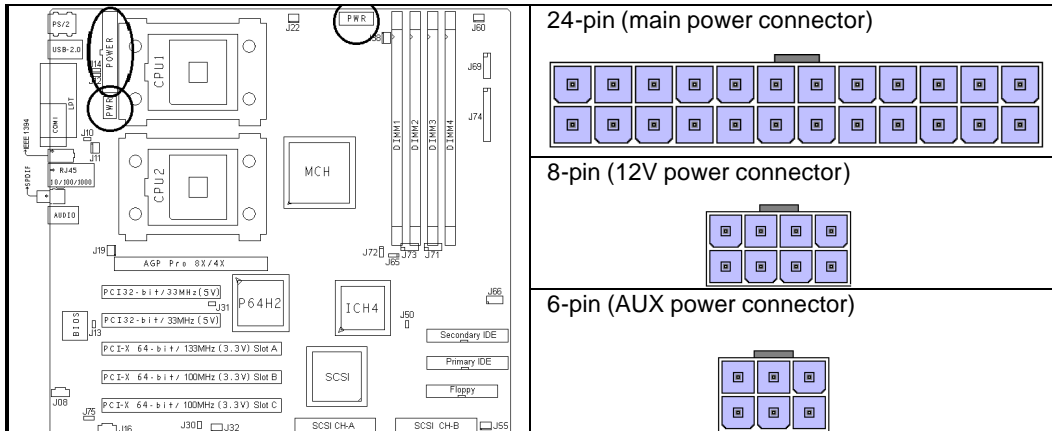 PS/2
USB-2.0
J14
POWER
PWR
LPT
COM1
IEEE1394
J10
J11
RJ45
10/100/1000
SPDIF
AUDIO
CPU1
CPU2
J22
PWR
J60
J69
J74
DIMM1
DIMM2
DIMM3
DIMM4
MCH
J19
J72
J65
J73
J71
AGP Pro 8X/4X
PCI32-bit/33MHz(5V)
J31
P64H2
ICH4
J66
BIOS
J13
PCI32-bit/33MHz(5V)
J50
Secondary IDE
PCI-X 64-bit/ 133MHz (3.3V) Slot A
Primary IDE
PCI-X 64-bit/ 100MHz (3.3V) Slot B
SCSI
Floppy
J08
PCI-X 64-bit/ 100MHz (3.3V) Slot C
J75
J16
J30
J32
SCSI CH-A
SCSI CH-B
J55
24-pin (main power connector)
8-pin (12V power connector)
6-pin (AUX power connector)